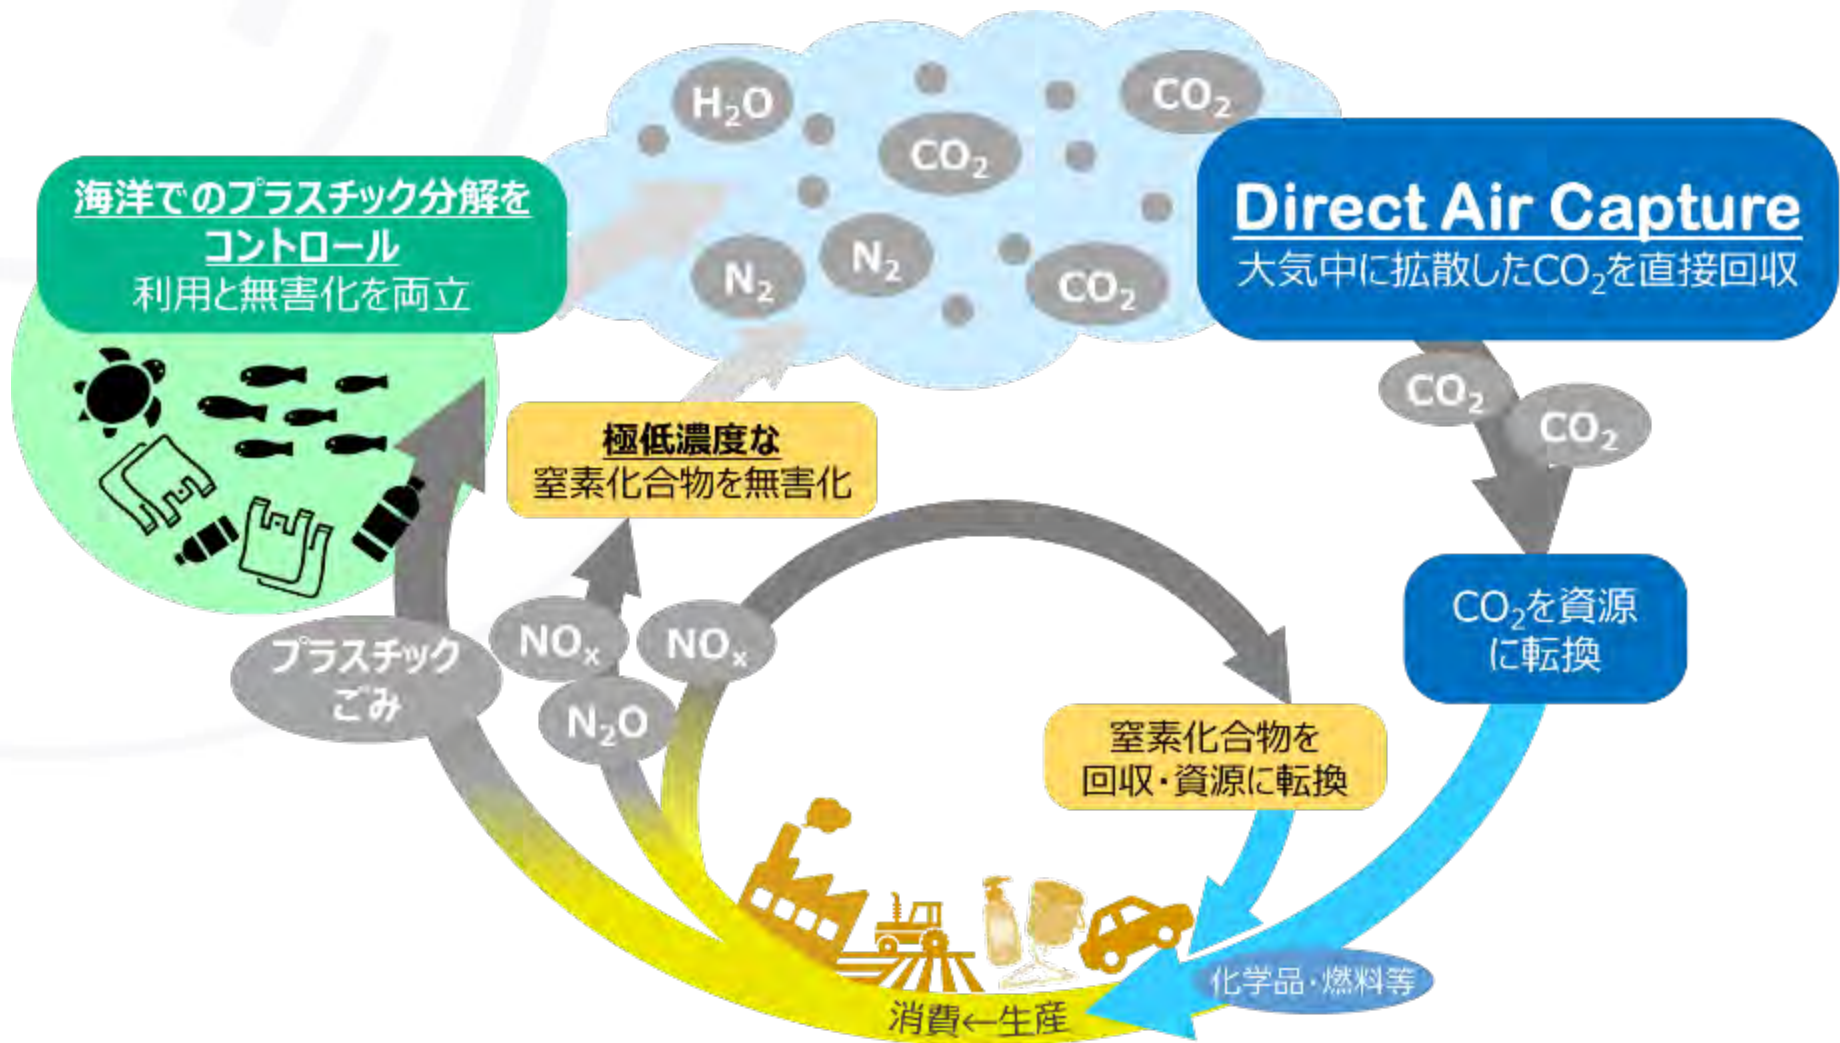 H₂O
CO₂
CO₂
N₂
N₂
CO₂
海洋でのプラスチック分解を
コントロール
利用と無害化を両立
Direct Air Capture
大気中に拡散したCO₂を直接回収
CO₂
CO₂
極低濃度な
窒素化合物を無害化
CO₂を資源
に転換
プラスチック
ごみ
NOₓ
NOₓ
N₂O
窒素化合物を
回収・資源に転換
化学品・燃料等
消費←生産